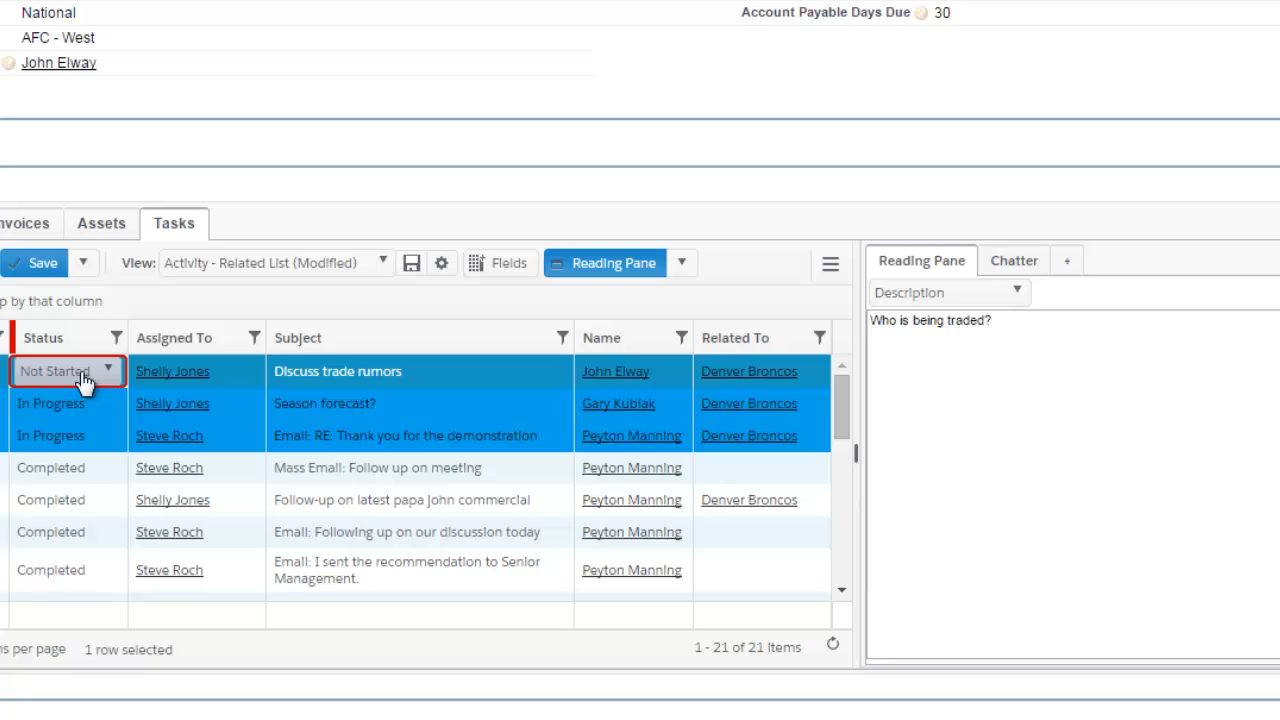 National
Account Payable Days Due 30
AFC - West
John Elway
nvoices Assets Tasks
Save View: Activity - Related List (Modified) Fields Reading Pane
Reading Pane Chatter +
Description
p by that column
Who is being traded?
Status Assigned To Subject Name Related To
Not Started Shelly Jones Discuss trade rumors John Elway Denver Broncos
In Progress Shelly Jones Season forecast? Gary Kubiak Denver Broncos
In Progress Steve Roch Email: RE: Thank you for the demonstration Peyton Manning Denver Broncos
Completed Steve Roch Mass Email: Follow up on meeting Peyton Manning
Completed Shelly Jones Follow-up on latest papa john commercial Peyton Manning Denver Broncos
Completed Steve Roch Email: Following up on our discussion today Peyton Manning
Completed Steve Roch Email: I sent the recommendation to Senior Management. Peyton Manning
ns per page 1 row selected 1 - 21 of 21 items